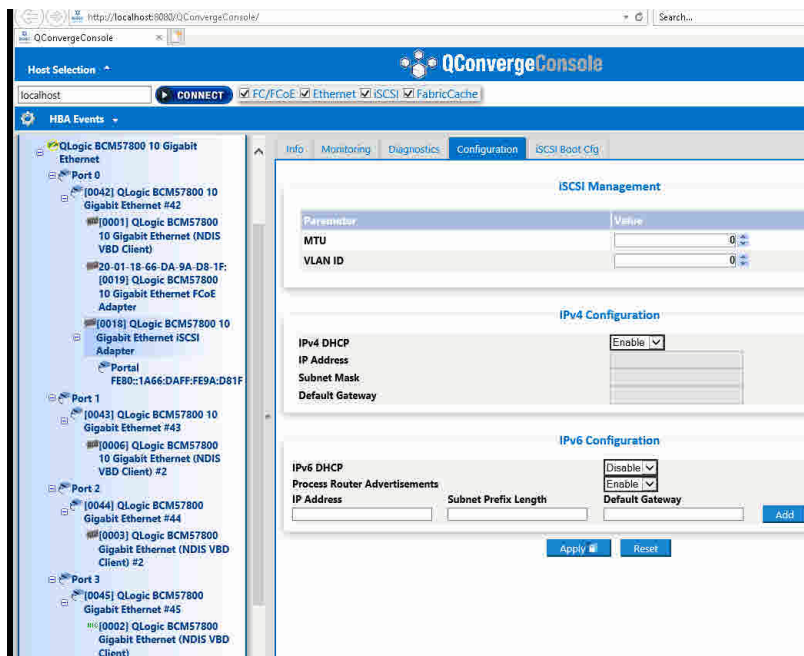 http://localhost:8080/QConvergeConsole/
Search...
QConvergeConsole
Host Selection
QConvergeConsole
localhost
CONNECT
FC/FCoE Ethernet iSCSI FabricCache
HBA Events
QLogic BCM57800 10 Gigabit
Ethernet
Port 0
[0042] QLogic BCM57800 10
Gigabit Ethernet #42
[0001] QLogic BCM57800
10 Gigabit Ethernet (NDIS
VBD Client)
20-01-18-66-DA-9A-D8-1F:
[0019] QLogic BCM57800
10 Gigabit Ethernet FCoE
Adapter
[0018] QLogic BCM57800 10
Gigabit Ethernet iSCSI
Adapter
Portal
FE80::1A66:DAFF:FE9A:D81F
Port 1
[0043] QLogic BCM57800 10
Gigabit Ethernet #43
[0006] QLogic BCM57800
10 Gigabit Ethernet (NDIS
VBD Client) #2
Port 2
[0044] QLogic BCM57800
Gigabit Ethernet #44
[0003] QLogic BCM57800
Gigabit Ethernet (NDIS VBD
Client) #2
Port 3
[0045] QLogic BCM57800
Gigabit Ethernet #45
[0002] QLogic BCM57800
Gigabit Ethernet (NDIS VBD
Client)
Info Monitoring Diagnostics Configuration iSCSI Boot Cfg
iSCSI Management
Parameter Value
MTU 0
VLAN ID 0
IPv4 Configuration
IPv4 DHCP Enable
IP Address
Subnet Mask
Default Gateway
IPv6 Configuration
IPv6 DHCP Disable
Process Router Advertisements Enable
IP Address Subnet Prefix Length Default Gateway
Add
Apply Reset